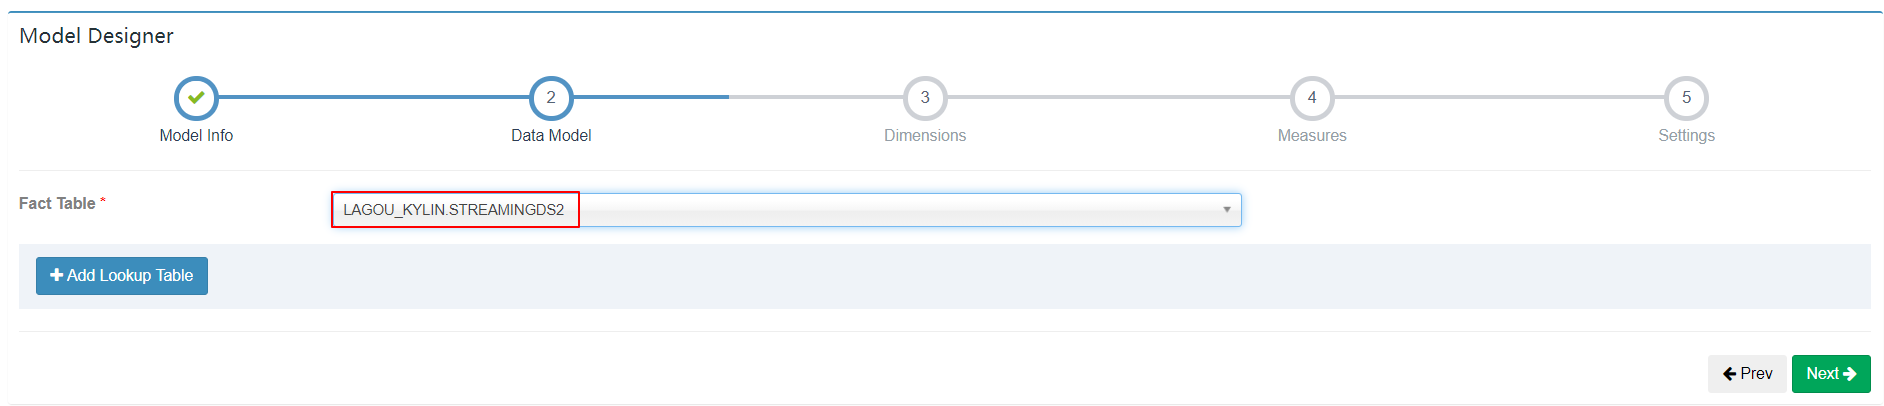 Model Designer
2
3
4
5
Model Info
Data Model
Dimensions
Measures
Settings
Fact Table *
LAGOU_KYLIN.STREAMINGDS2
Add Lookup Table
Prev
Next